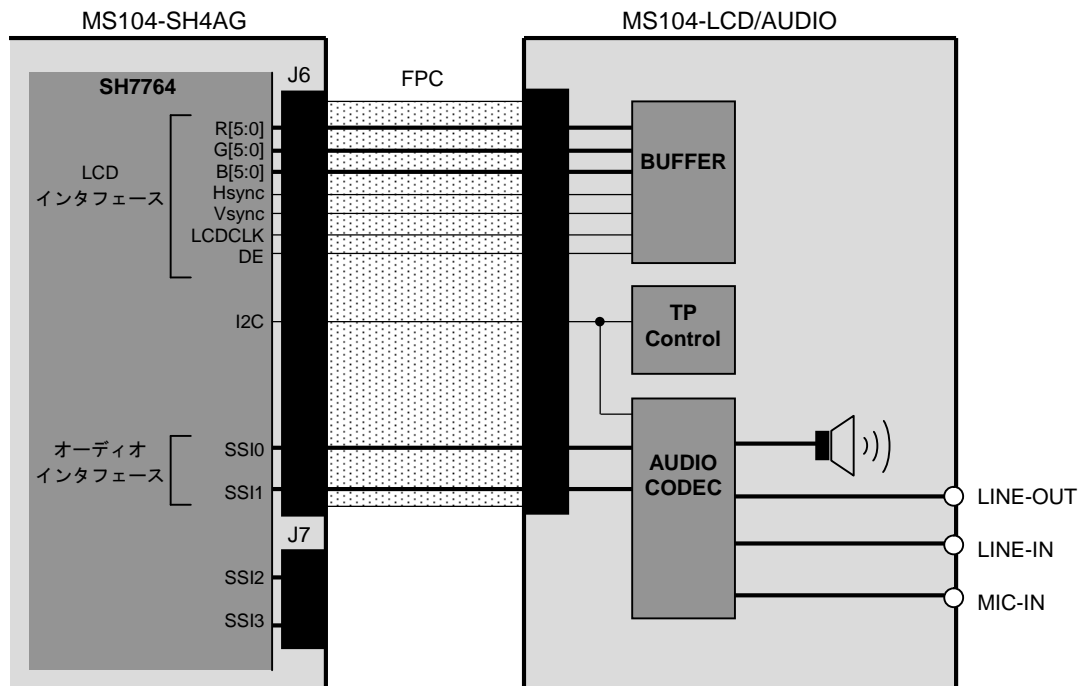 MS104-SH4AG
MS104-LCD/AUDIO
SH7764
J6
FPC
LCD
インタフェース
R[5:0]
G[5:0]
B[5:0]
Hsync
Vsync
LCDCLK
DE
BUFFER
I2C
TP
Control
オーディオ
インタフェース
SSI0
SSI1
AUDIO
CODEC
LINE-OUT
LINE-IN
MIC-IN
J7
SSI2
SSI3